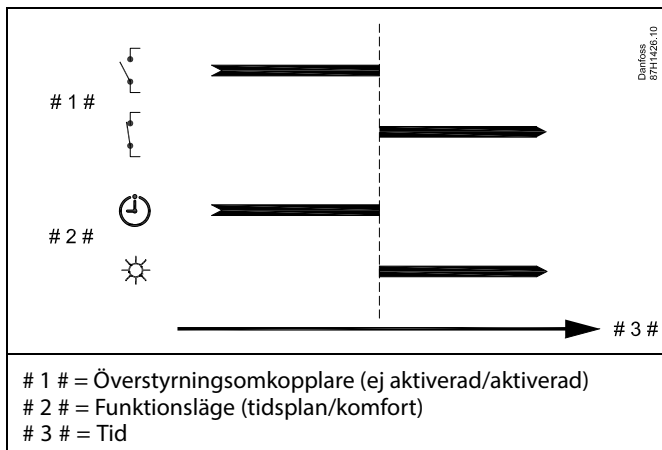 Danfoss
87H1426.10
# 1 #
# 2 #
# 3 #
# 1 # = Överstyrningsomkopplare (ej aktiverad/aktiverad)
# 2 # = Funktionsläge (tidsplan/komfort)
# 3 # = Tid